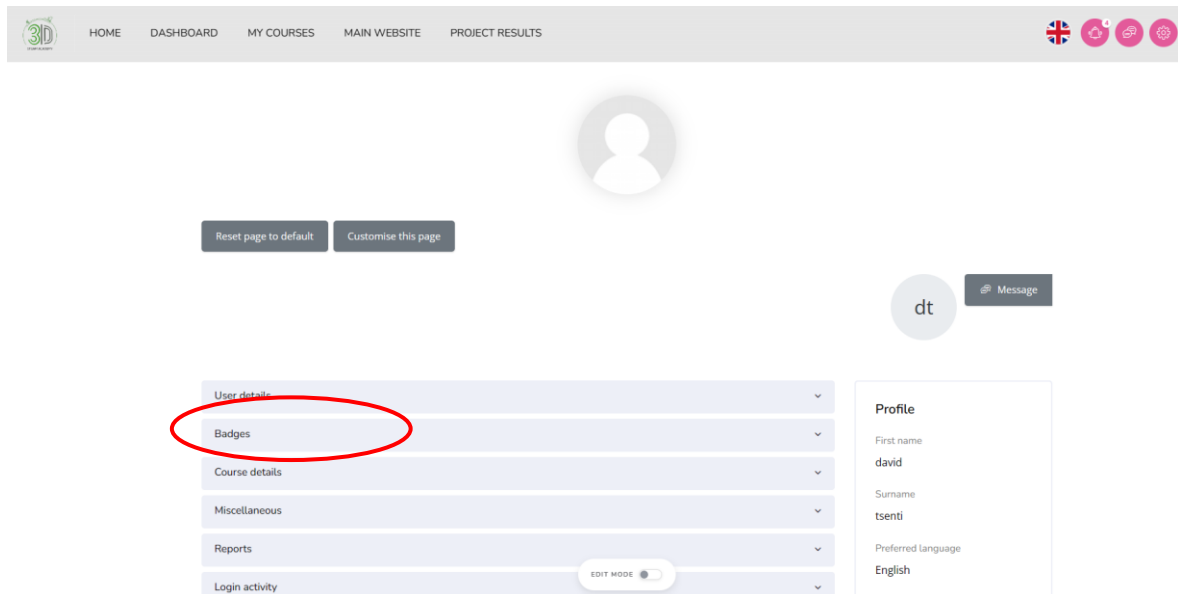 3D
HOME DASHBOARD MY COURSES MAIN WEBSITE PROJECT RESULTS
4
Reset page to default Customise this page
dt
Message
User details
Badges
Course details
Miscellaneous
Reports
Login activity
EDIT MODE
Profile
First name
david
Surname
tsenti
Preferred language
English